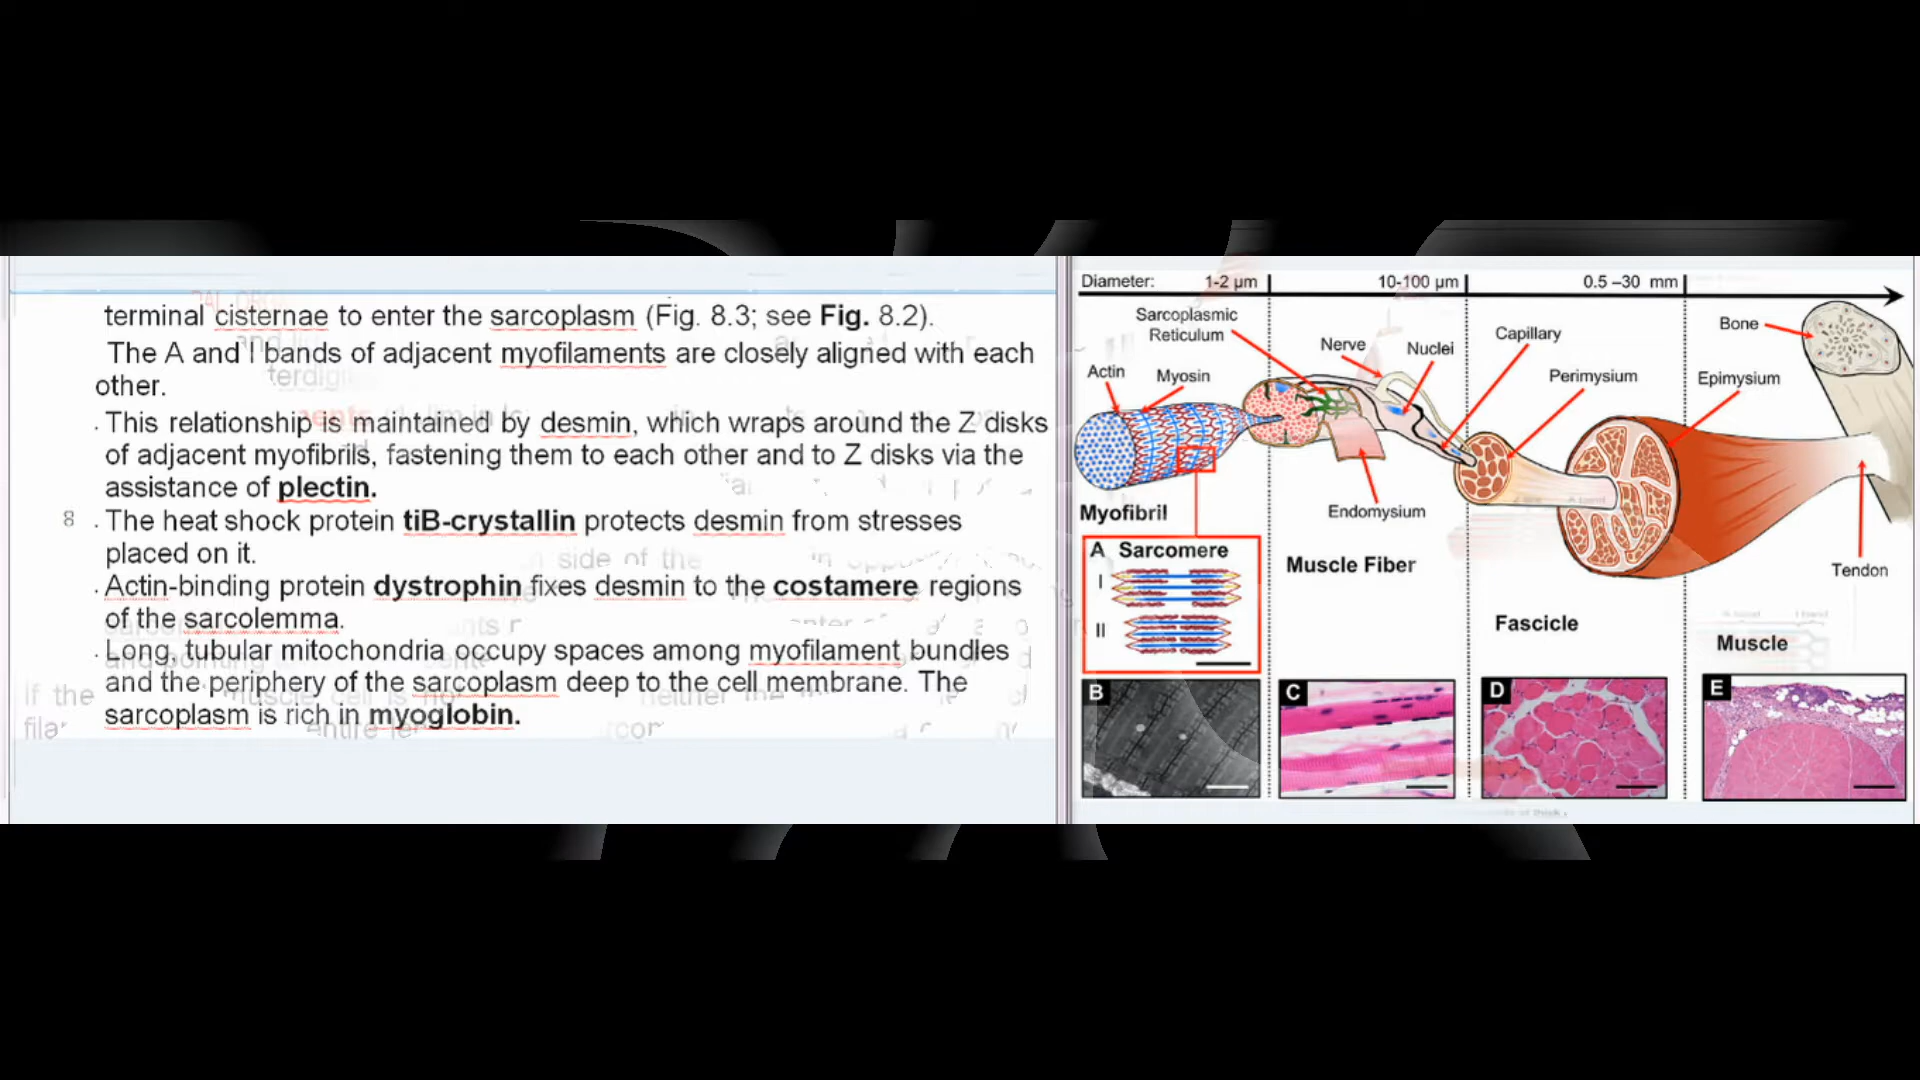 terminal cisternae to enter the sarcoplasm (Fig. 8.3; see Fig. 8.2).
The A and I bands of adjacent myofilaments are closely aligned with each
other.
. This relationship is maintained by desmin, which wraps around the Z disks
of adjacent myofibrils, fastening them to each other and to Z disks via the
assistance of plectin.
8 . The heat shock protein tiB-crystallin protects desmin from stresses
placed on it.
. Actin-binding protein dystrophin fixes desmin to the costamere regions
of the sarcolemma.
. Long, tubular mitochondria occupy spaces among myofilament bundles
and the periphery of the sarcoplasm deep to the cell membrane. The
sarcoplasm is rich in myoglobin.
If the
side of the
Diameter: 1-2 µm 10-100 µm 0.5 –30 mm
Sarcoplasmic
Reticulum
Nerve
Nuclei
Capillary
Bone
Actin
Myosin
Perimysium
Epimysium
Endomysium
Tendon
Myofibril
Muscle Fiber
Fascicle
Muscle
A Sarcomere
I
II
B
C
D
E